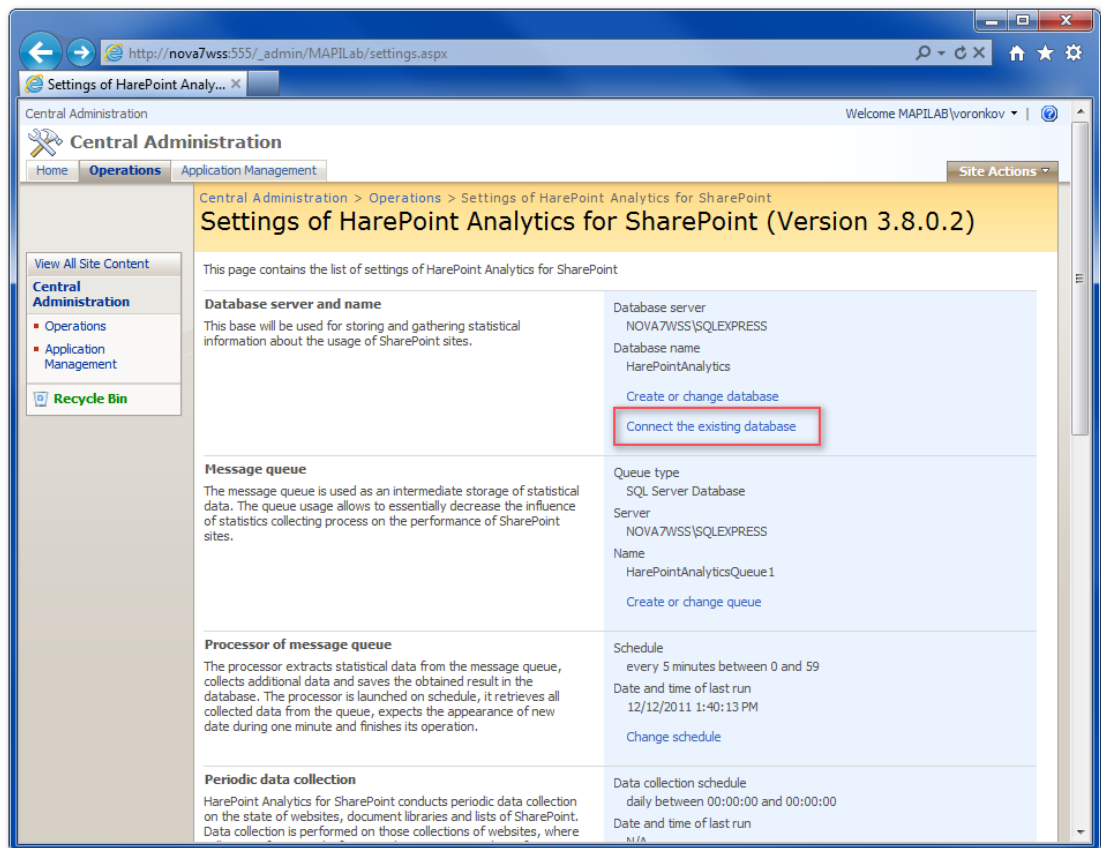 http://nova7wss:555/_admin/MAPILab/settings.aspx
Settings of HarePoint Analy...
Central Administration
Welcome MAPILAB\voronkov
Central Administration
Home Operations Application Management
Site Actions
Central Administration > Operations > Settings of HarePoint Analytics for SharePoint
Settings of HarePoint Analytics for SharePoint (Version 3.8.0.2)
View All Site Content
Central
Administration
Operations
Application
Management
Recycle Bin
This page contains the list of settings of HarePoint Analytics for SharePoint
Database server and name
This base will be used for storing and gathering statistical
information about the usage of SharePoint sites.
Database server
NOVA7WSS\SQLEXPRESS
Database name
HarePointAnalytics
Create or change database
Connect the existing database
Message queue
The message queue is used as an intermediate storage of statistical
data. The queue usage allows to essentially decrease the influence
of statistics collecting process on the performance of SharePoint
sites.
Queue type
SQL Server Database
Server
NOVA7WSS\SQLEXPRESS
Name
HarePointAnalyticsQueue1
Create or change queue
Processor of message queue
The processor extracts statistical data from the message queue,
collects additional data and saves the obtained result in the
database. The processor is launched on schedule, it retrieves all
collected data from the queue, expects the appearance of new
date during one minute and finishes its operation.
Schedule
every 5 minutes between 0 and 59
Date and time of last run
12/12/2011 1:40:13 PM
Change schedule
Periodic data collection
HarePoint Analytics for SharePoint conducts periodic data collection
on the state of websites, document libraries and lists of SharePoint.
Data collection is performed on those collections of websites, where
Data collection schedule
daily between 00:00:00 and 00:00:00
Date and time of last run
N/A